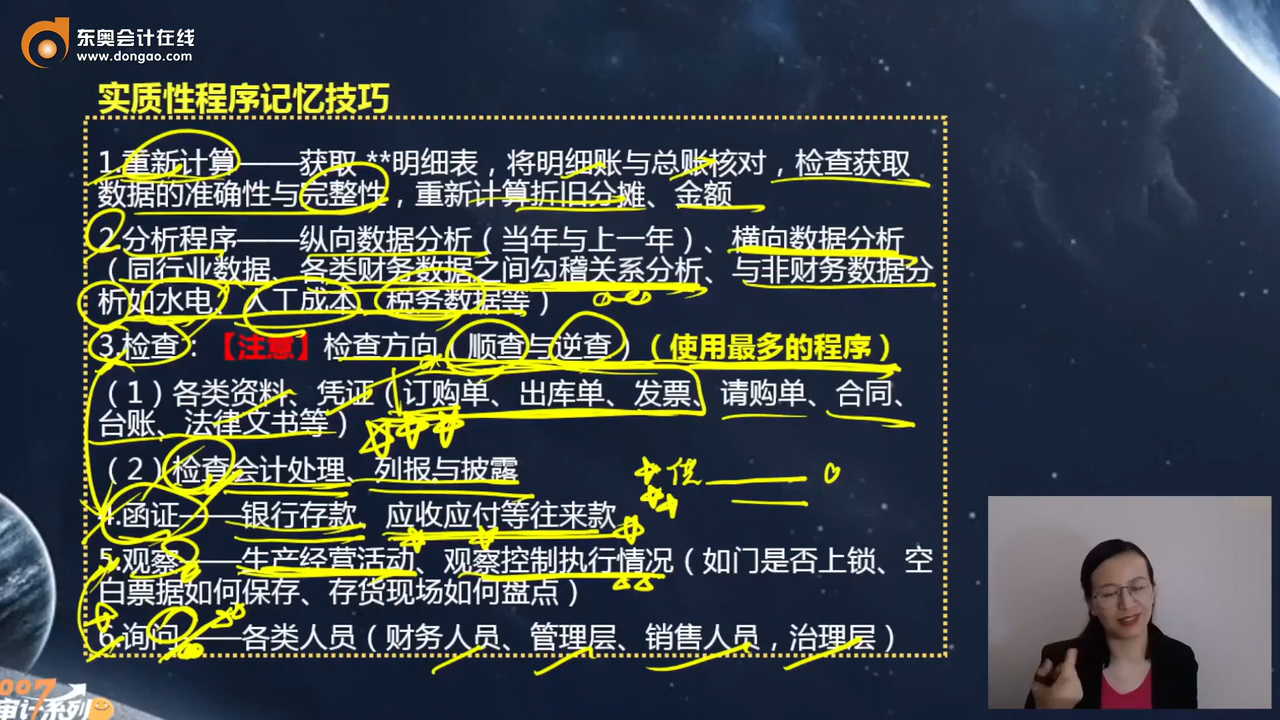 东奥会计在线
www.dongao.com
实质性程序记忆技巧
1.重新计算——获取 **明细表，将明细账与总账核对，检查获取
数据的准确性与完整性，重新计算折旧分摊、金额
2.分析程序——纵向数据分析（当年与上一年）、横向数据分析
（同行业数据、各类财务数据之间勾稽关系分析、与非财务数据分
析如水电、人工成本、税务数据等）
3.检查：【注意】检查方向（顺查与逆查）（使用最多的程序）
（1）各类资料、凭证（订购单、出库单、发票、请购单、合同、
台账、法律文书等）
（2）检查会计处理、列报与披露
4.函证——银行存款、应收应付等往来款
5.观察——生产经营活动、观察控制执行情况（如门是否上锁、空
白票据如何保存、存货现场如何盘点）
6.询问——各类人员（财务人员、管理层、销售人员，治理层）
007
审计系列